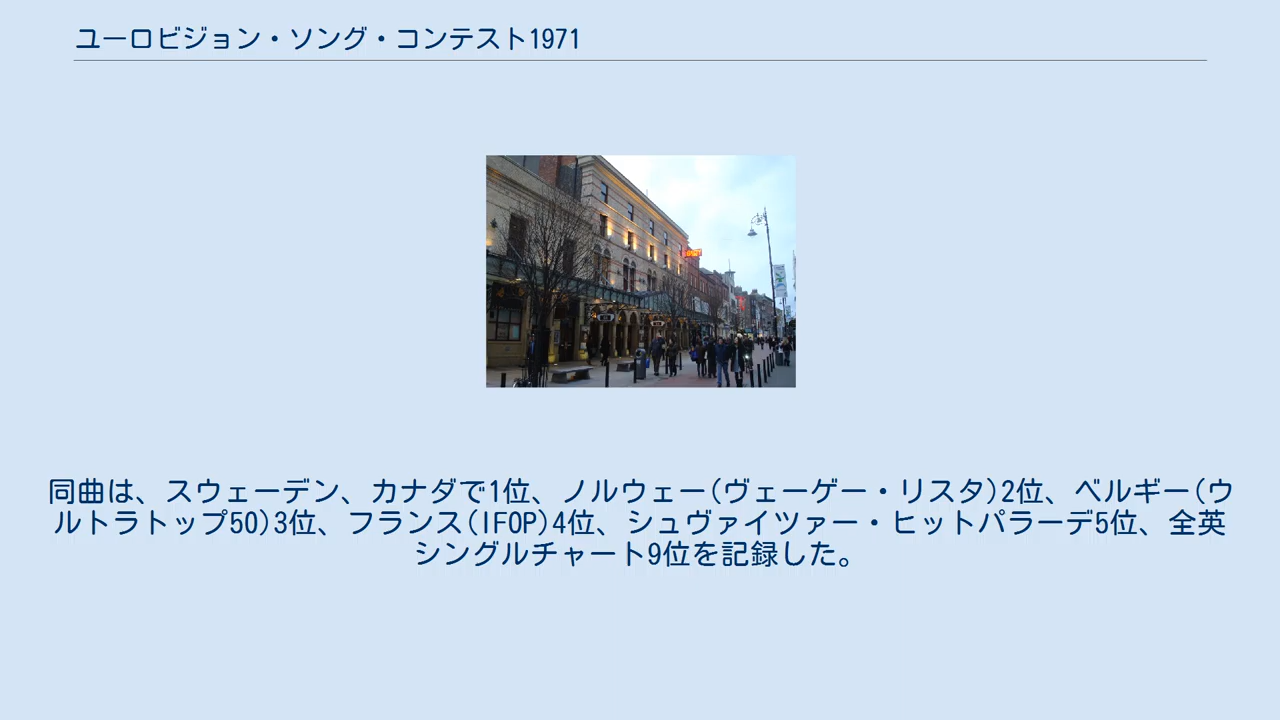 ユーロビジョン・ソング・コンテスト1971
同曲は、スウェーデン、カナダで1位、ノルウェー(ヴェーゲー・リスタ)2位、ベルギー(ウ
ルトラトップ50)3位、フランス(IFOP)4位、シュヴァイツァー・ヒットパラーデ5位、全英
シングルチャート9位を記録した。